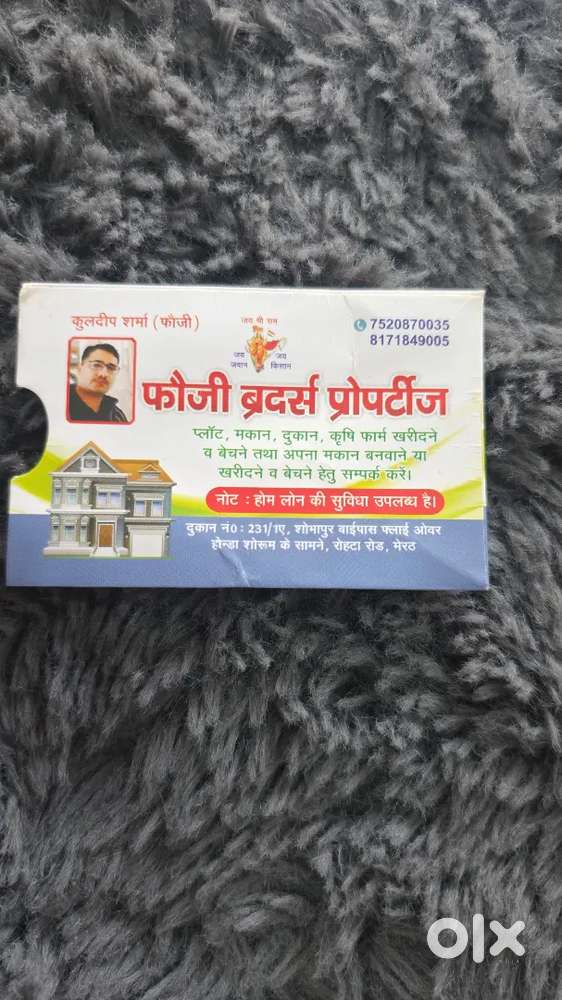 कुलदीप शर्मा (फौजी)
जय श्री राम
जय जवान
जय किसान
7520870035
8171849005
फौजी ब्रदर्स प्रोपर्टीज
प्लॉट, मकान, दुकान, कृषि फार्म खरीदने
व बेचने तथा अपना मकान बनवाने या
खरीदने व बेचने हेतु सम्पर्क करें।
नोट : होम लोन की सुविधा उपलब्ध है।
दुकान नं0 : 231/1ए, शोभापुर वाईपास फ्लाई ओवर
होन्डा शोरूम के सामने, रोहटा रोड, मेरठ
olx